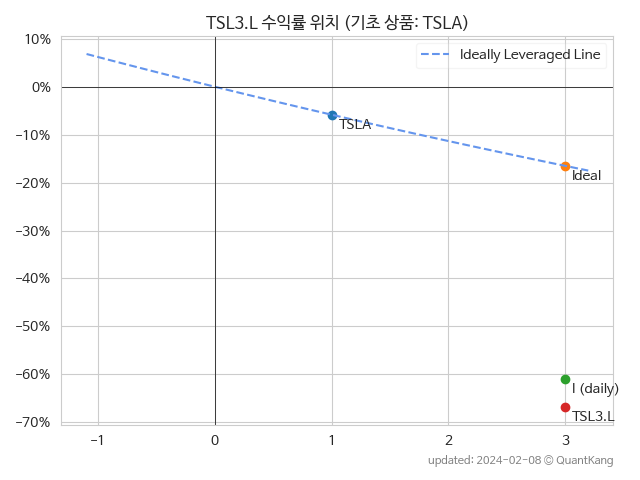 TSL3.L 수익률 위치 (기초 상품: TSLA)
10%
0%
-10%
-20%
-30%
-40%
-50%
-60%
-70%
Ideally Leveraged Line
TSLA
Ideal
I (daily)
TSL3.L
-1
0
1
2
3
updated: 2024-02-08 © QuantKang